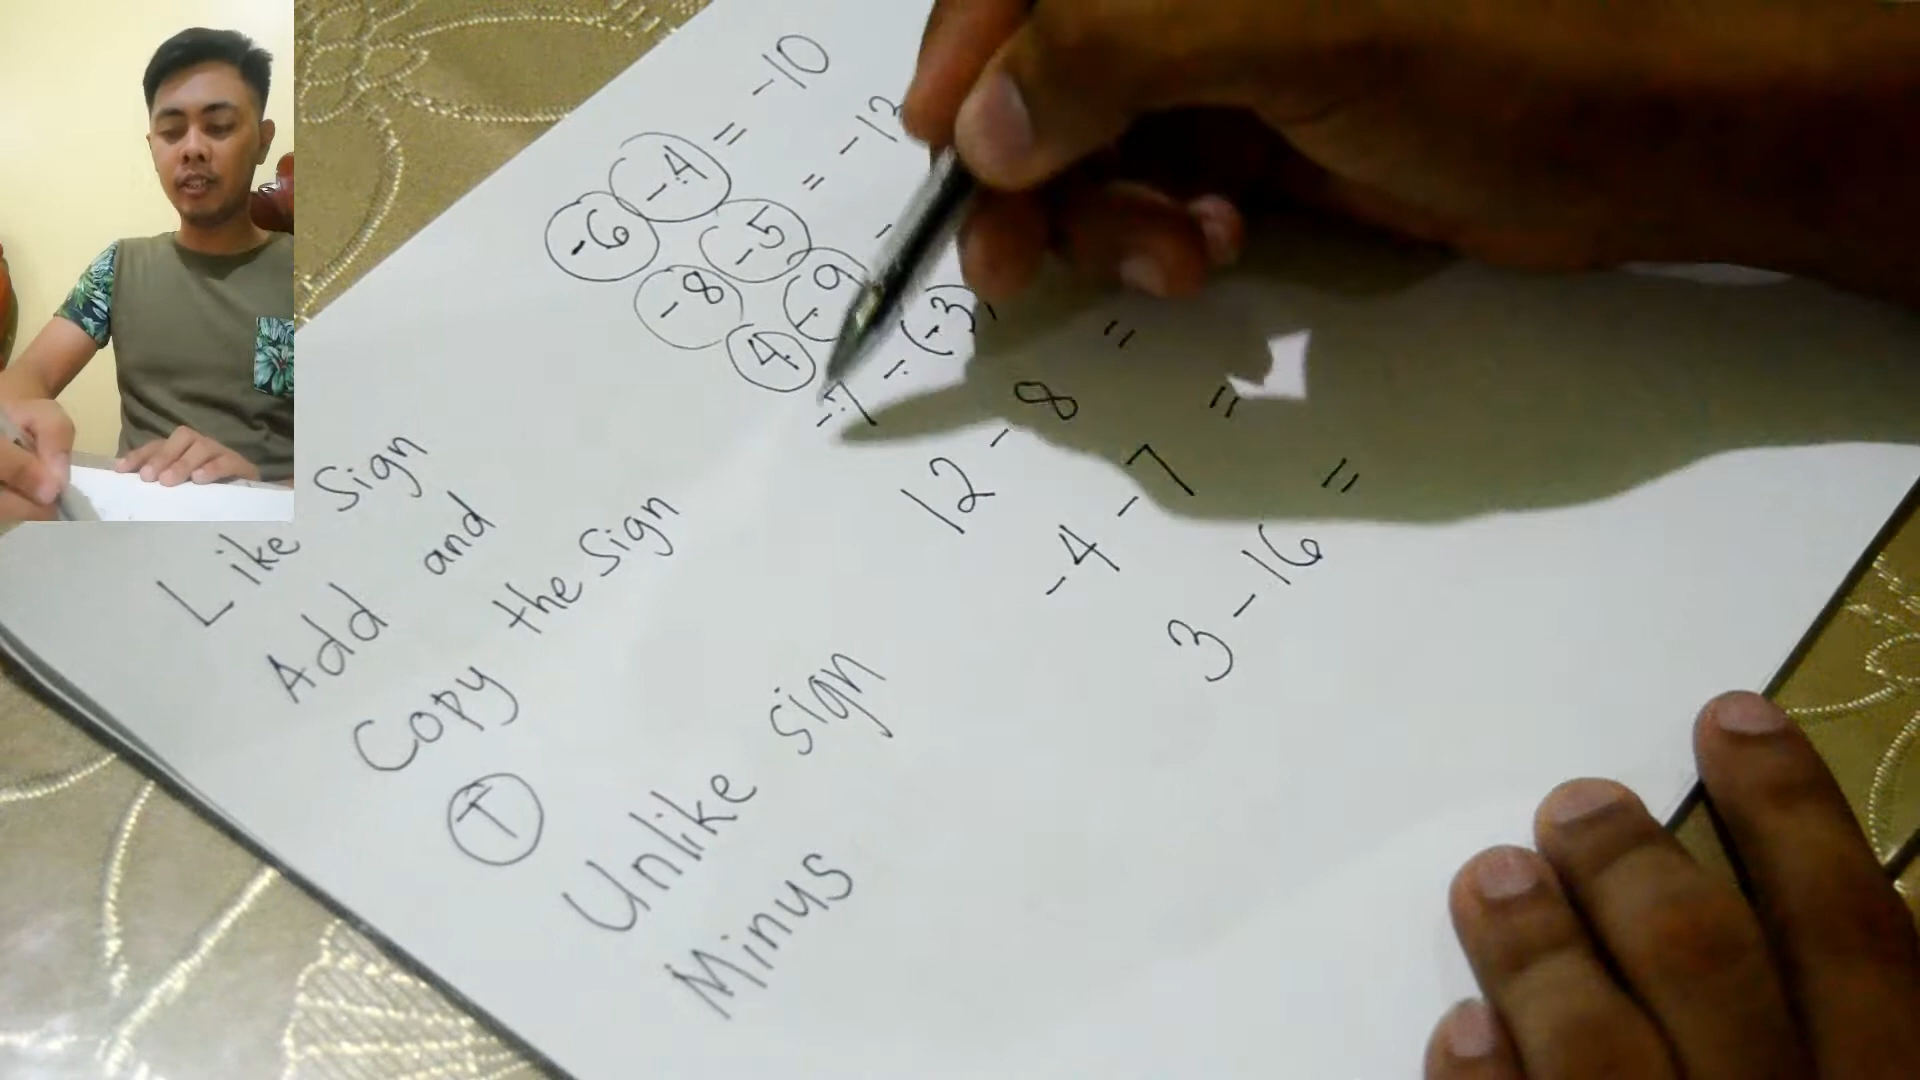 -6 -4 = -10
-8 -5 = -13
4 -9
-7 - (-3) =
12 - 8 =
-4 - 7 =
3 - 16 =
Like Sign
Add and
Copy the Sign
T
Unlike sign
Minus